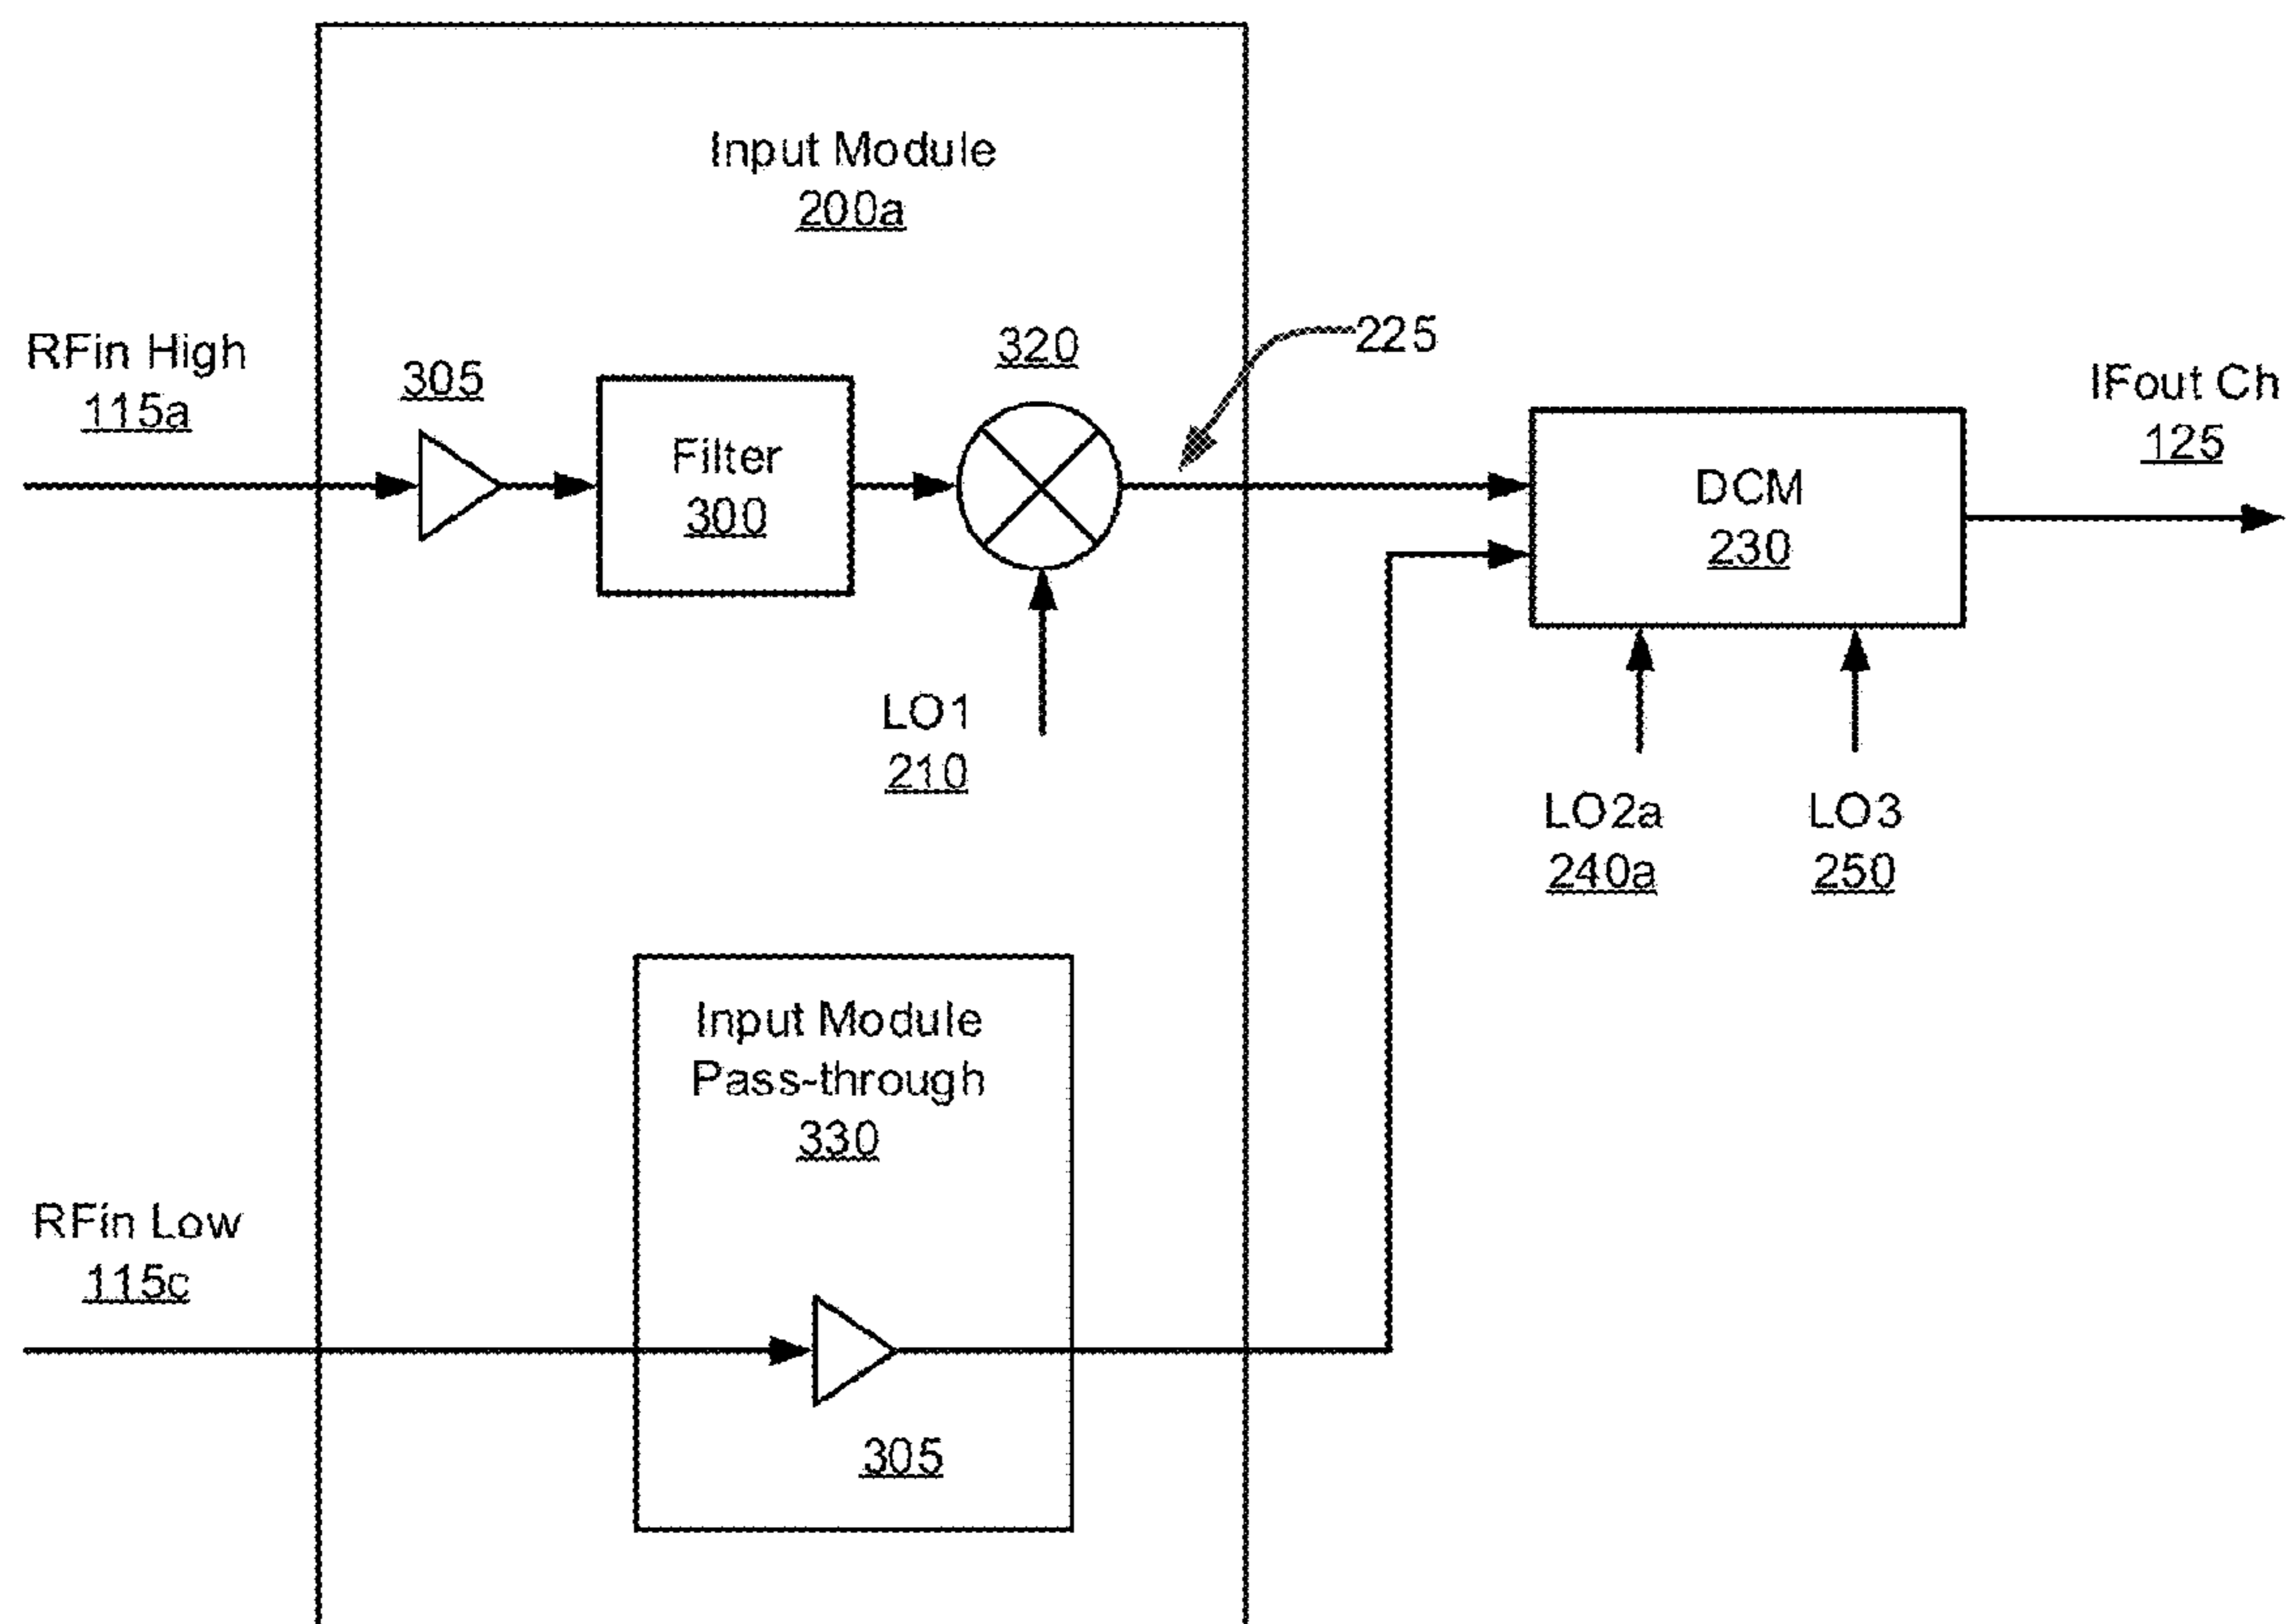 Input Module
200a
RFin High
115a
305
Filter
300
320
225
LO1
210
DCM
230
IFout Ch
125
LO2a
240a
LO3
250
Input Module
Pass-through
330
305
RFin Low
115c